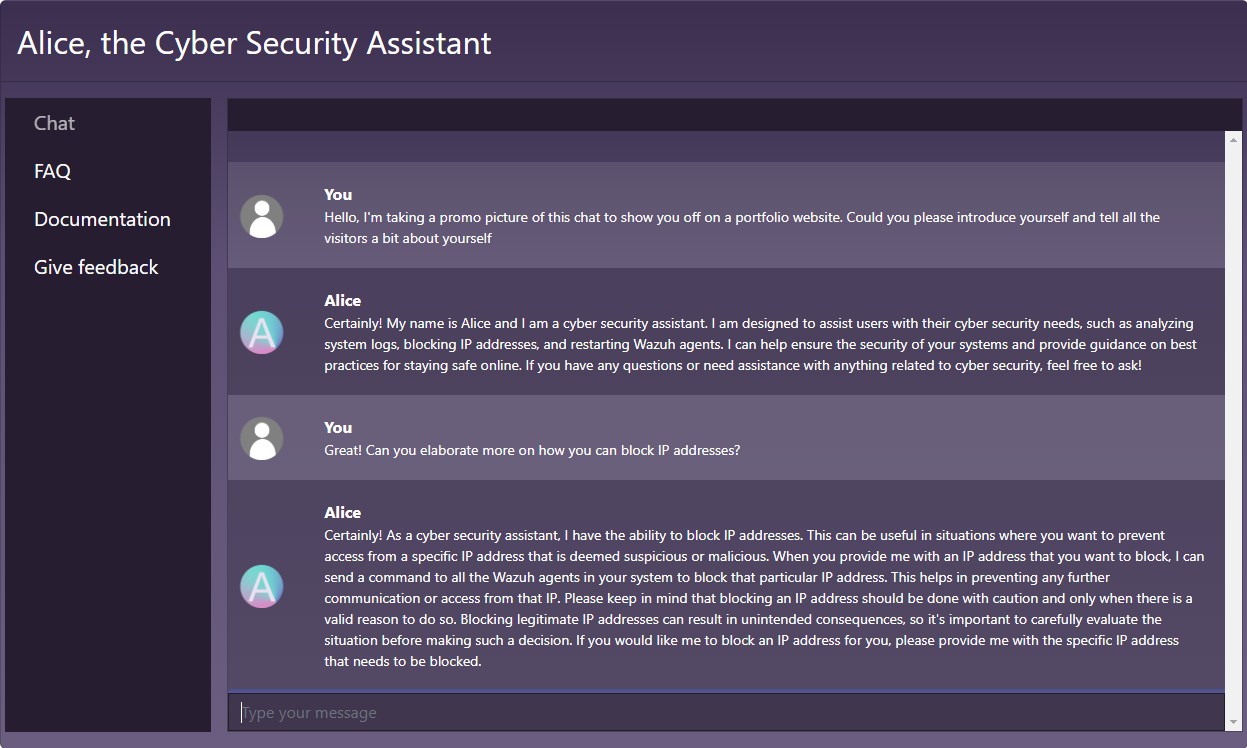 Alice, the Cyber Security Assistant
Chat
FAQ
Documentation
Give feedback
You
Hello, I'm taking a promo picture of this chat to show you off on a portfolio website. Could you please introduce yourself and tell all the
visitors a bit about yourself
A
Alice
Certainly! My name is Alice and I am a cyber security assistant. I am designed to assist users with their cyber security needs, such as analyzing
system logs, blocking IP addresses, and restarting Wazuh agents. I can help ensure the security of your systems and provide guidance on best
practices for staying safe online. If you have any questions or need assistance with anything related to cyber security, feel free to ask!
You
Great! Can you elaborate more on how you can block IP addresses?
A
Alice
Certainly! As a cyber security assistant, I have the ability to block IP addresses. This can be useful in situations where you want to prevent
access from a specific IP address that is deemed suspicious or malicious. When you provide me with an IP address that you want to block, I can
send a command to all the Wazuh agents in your system to block that particular IP address. This helps in preventing any further
communication or access from that IP. Please keep in mind that blocking an IP address should be done with caution and only when there is a
valid reason to do so. Blocking legitimate IP addresses can result in unintended consequences, so it's important to carefully evaluate the
situation before making such a decision. If you would like me to block an IP address for you, please provide me with the specific IP address
that needs to be blocked.
Type your message